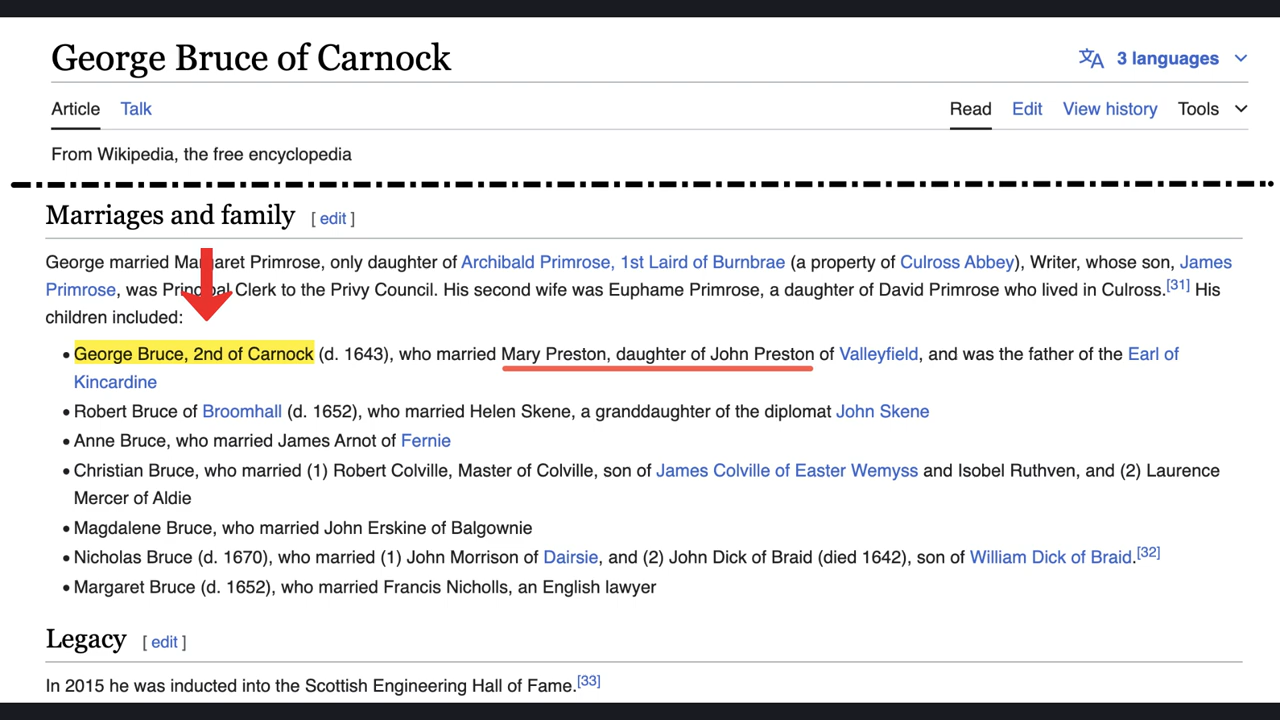 George Bruce of Carnock
3 languages
Article Talk Read Edit View history Tools
From Wikipedia, the free encyclopedia
Marriages and family [ edit ]
George married Margaret Primrose, only daughter of Archibald Primrose, 1st Laird of Burnbrae (a property of Culross Abbey), Writer, whose son, James
Primrose, was Principal Clerk to the Privy Council. His second wife was Euphame Primrose, a daughter of David Primrose who lived in Culross.[31] His
children included:
• George Bruce, 2nd of Carnock (d. 1643), who married Mary Preston, daughter of John Preston of Valleyfield, and was the father of the Earl of
Kincardine
• Robert Bruce of Broomhall (d. 1652), who married Helen Skene, a granddaughter of the diplomat John Skene
• Anne Bruce, who married James Arnot of Fernie
• Christian Bruce, who married (1) Robert Colville, Master of Colville, son of James Colville of Easter Wemyss and Isobel Ruthven, and (2) Laurence
Mercer of Aldie
• Magdalene Bruce, who married John Erskine of Balgownie
• Nicholas Bruce (d. 1670), who married (1) John Morrison of Dairsie, and (2) John Dick of Braid (died 1642), son of William Dick of Braid.[32]
• Margaret Bruce (d. 1652), who married Francis Nicholls, an English lawyer
Legacy [ edit ]
In 2015 he was inducted into the Scottish Engineering Hall of Fame.[33]